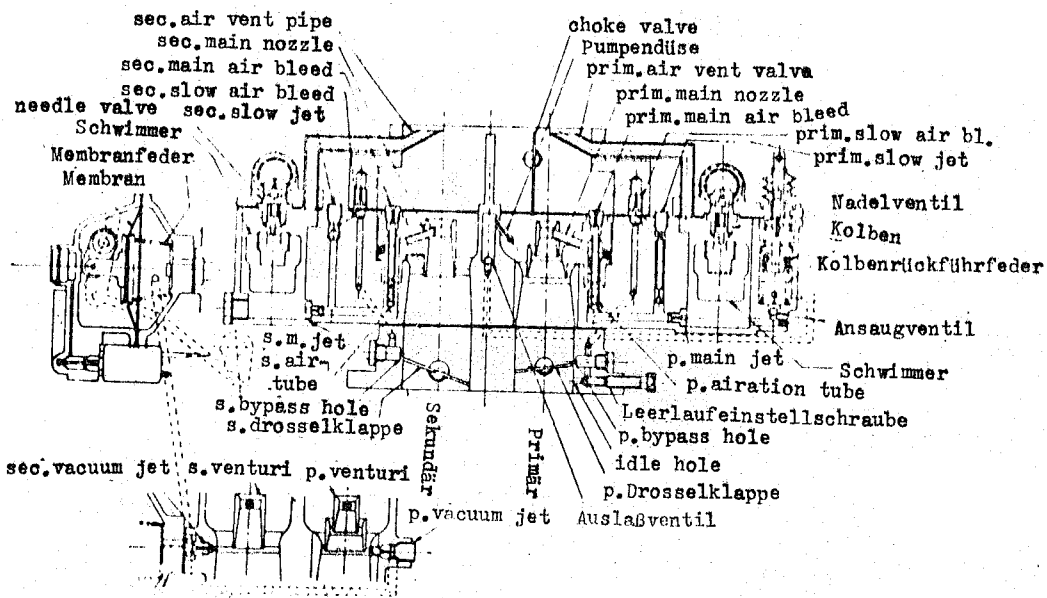 sec.air vent pipe
sec.main nozzle
sec.main air bleed
sec.slow air bleed
needle valve sec.slow jet
Schwimmer
Membranfeder
Membran
choke valve
Pumpendüse
prim.air vent valve
prim.main nozzle
prim.main air bleed
prim.slow air bl.
prim.slow jet
Nadelventil
Kolben
Kolbenrückführfeder
Ansaugventil
s.m.jet
s.air-
tube
s.bypass hole
s.drosselklappe
Sekundär
Primär
p.main jet
Schwimmer
p.airation tube
Leerlaufeinstellschraube
p.bypass hole
idle hole
p.Drosselklappe
Auslaßventil
sec.vacuum jet s.venturi p.venturi
p.vacuum jet